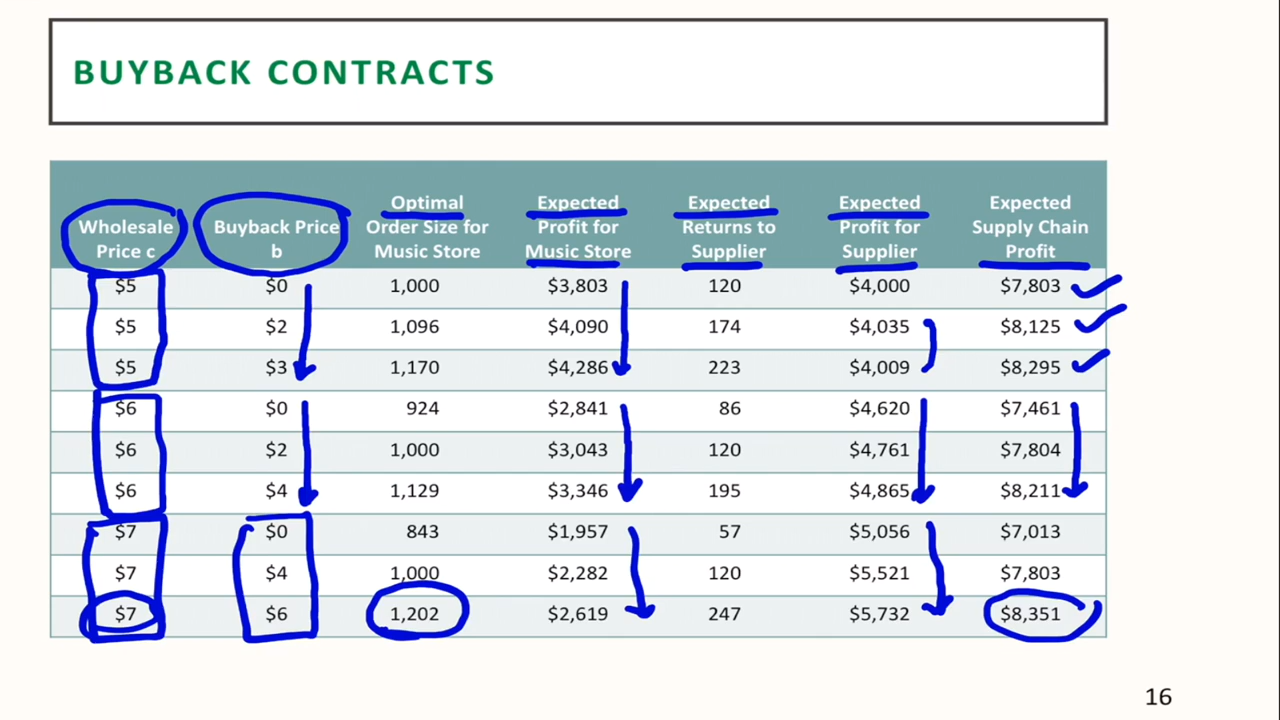 BUYBACK CONTRACTS
Wholesale Price c
Buyback Price b
Optimal Order Size for Music Store
Expected Profit for Music Store
Expected Returns to Supplier
Expected Profit for Supplier
Expected Supply Chain Profit
$5 $0 1,000 $3,803 120 $4,000 $7,803
$5 $2 1,096 $4,090 174 $4,035 $8,125
$5 $3 1,170 $4,286 223 $4,009 $8,295
$6 $0 924 $2,841 86 $4,620 $7,461
$6 $2 1,000 $3,043 120 $4,761 $7,804
$6 $4 1,129 $3,346 195 $4,865 $8,211
$7 $0 843 $1,957 57 $5,056 $7,013
$7 $4 1,000 $2,282 120 $5,521 $7,803
$7 $6 1,202 $2,619 247 $5,732 $8,351
16